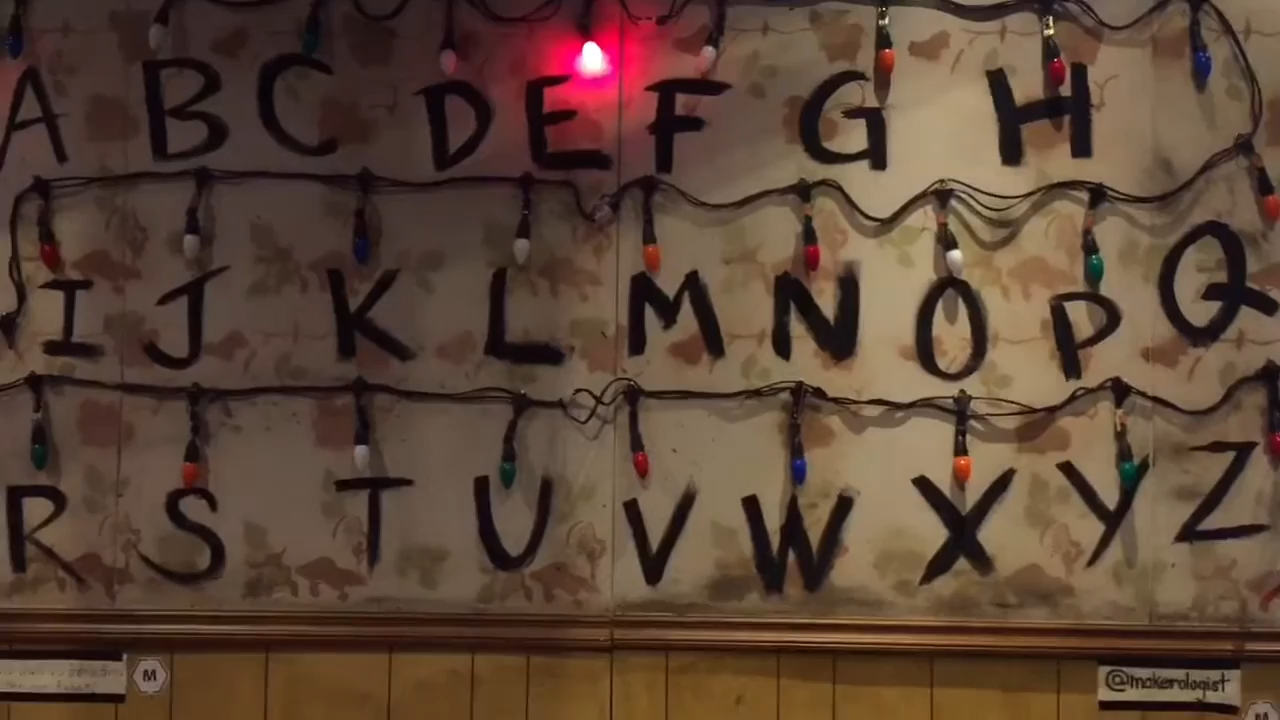 A B C D E F G H
I J K L M N O P Q
R S T U V W X Y Z
M
@makerologist